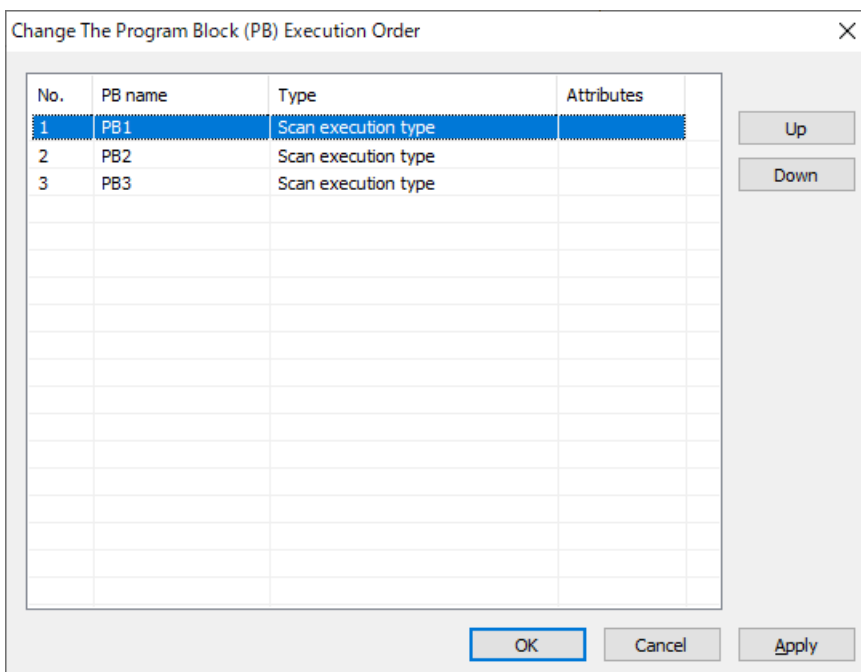 Change The Program Block (PB) Execution Order
No. PB name Type Attributes
1 PB1 Scan execution type
2 PB2 Scan execution type
3 PB3 Scan execution type
Up
Down
OK Cancel Apply